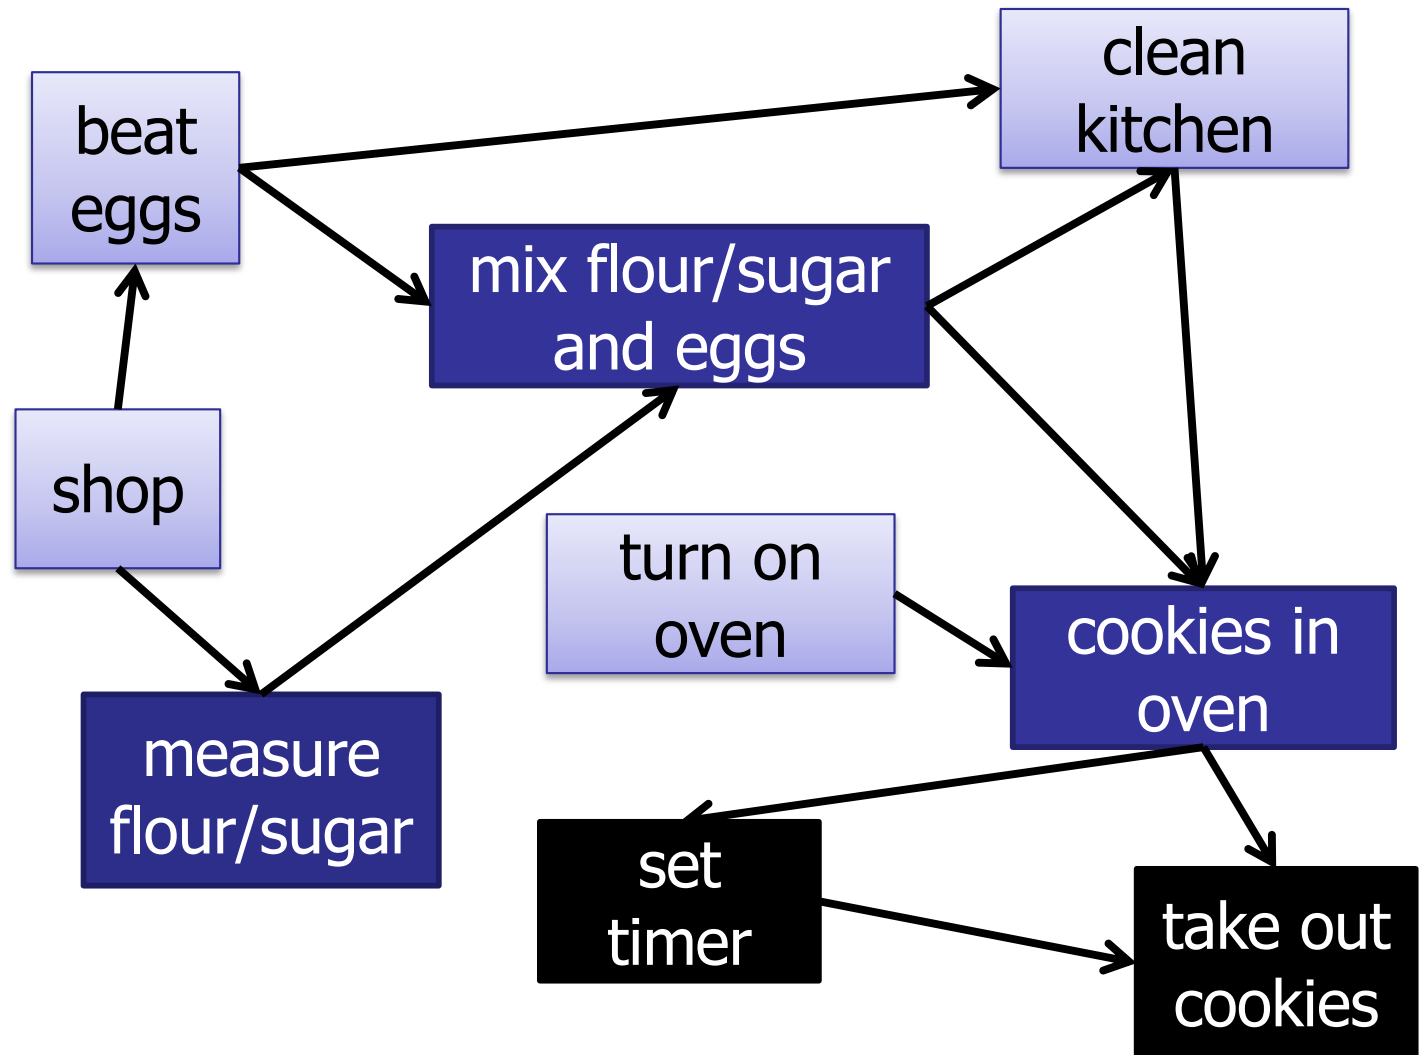 clean
kitchen
beat
eggs
mix flour/sugar
and eggs
shop
turn on
oven
cookies in
oven
measure
flour/sugar
set
timer
take out
cookies